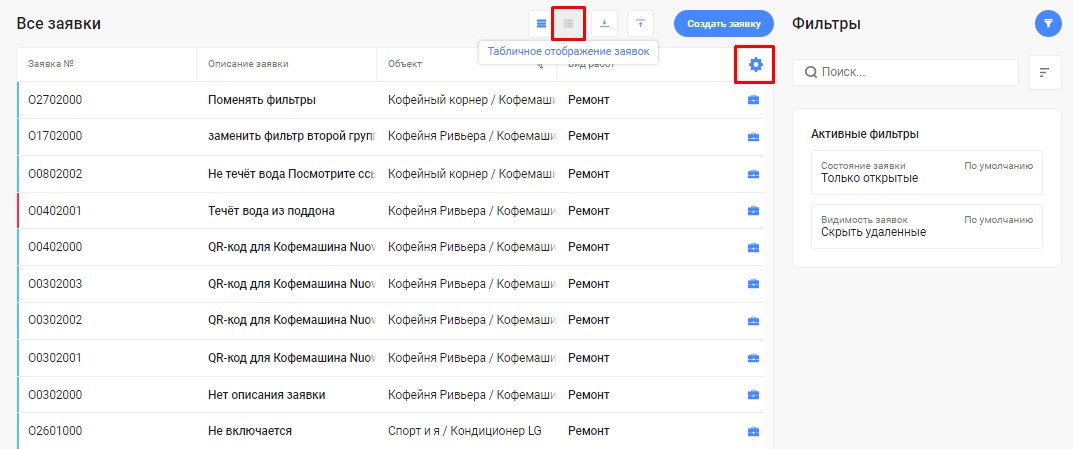 Все заявки
Создать заявку
Табличное отображение заявок
Заявка № Описание заявки Объект Вид работ
O2702000 Поменять фильтры Кофейный корнер / Кофемаши Ремонт
O1702000 заменить фильтр второй груп Кофейня Ривьера / Кофемаши Ремонт
O0802002 Не течёт вода Посмотрите ссь Кофейный корнер / Кофемаши Ремонт
O0402001 Течёт вода из поддона Кофейня Ривьера / Кофемаши Ремонт
O0402000 QR-код для Кофемашина Nuov Кофейня Ривьера / Кофемаши Ремонт
O0302003 QR-код для Кофемашина Nuov Кофейня Ривьера / Кофемаши Ремонт
O0302002 QR-код для Кофемашина Nuov Кофейня Ривьера / Кофемаши Ремонт
O0302001 QR-код для Кофемашина Nuov Кофейня Ривьера / Кофемаши Ремонт
O0302000 Нет описания заявки Кофейня Ривьера / Кофемаши Ремонт
O2601000 Не включается Спорт и я / Кондиционер LG Ремонт
Фильтры
Поиск...
Активные фильтры
Состояние заявки По умолчанию
Только открытые
Видимость заявок По умолчанию
Скрыть удаленные